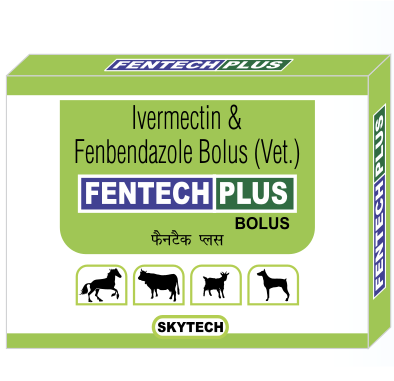 FENTECH PLUS
Ivermectin &
Fenbendazole Bolus (Vet.)
FENTECH PLUS
BOLUS
फैनटैक प्लस
SKYTECH
FENTECH PLUS